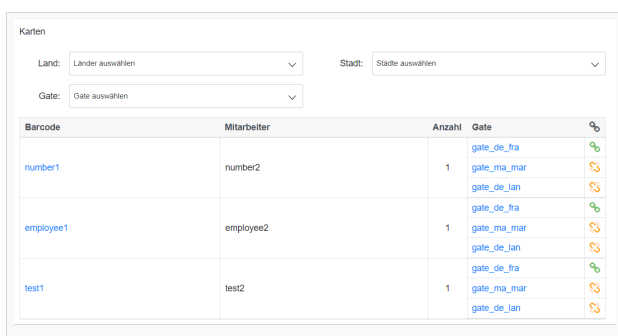 Karten
Land: Länder auswählen Stadt: Städte auswählen
Gate: Gate auswählen
Barcode Mitarbeiter Anzahl Gate
gate_de_fra
number1 number2 1 gate_ma_mar
gate_de_lan
gate_de_fra
employee1 employee2 1 gate_ma_mar
gate_de_lan
gate_de_fra
test1 test2 1 gate_ma_mar
gate_de_lan